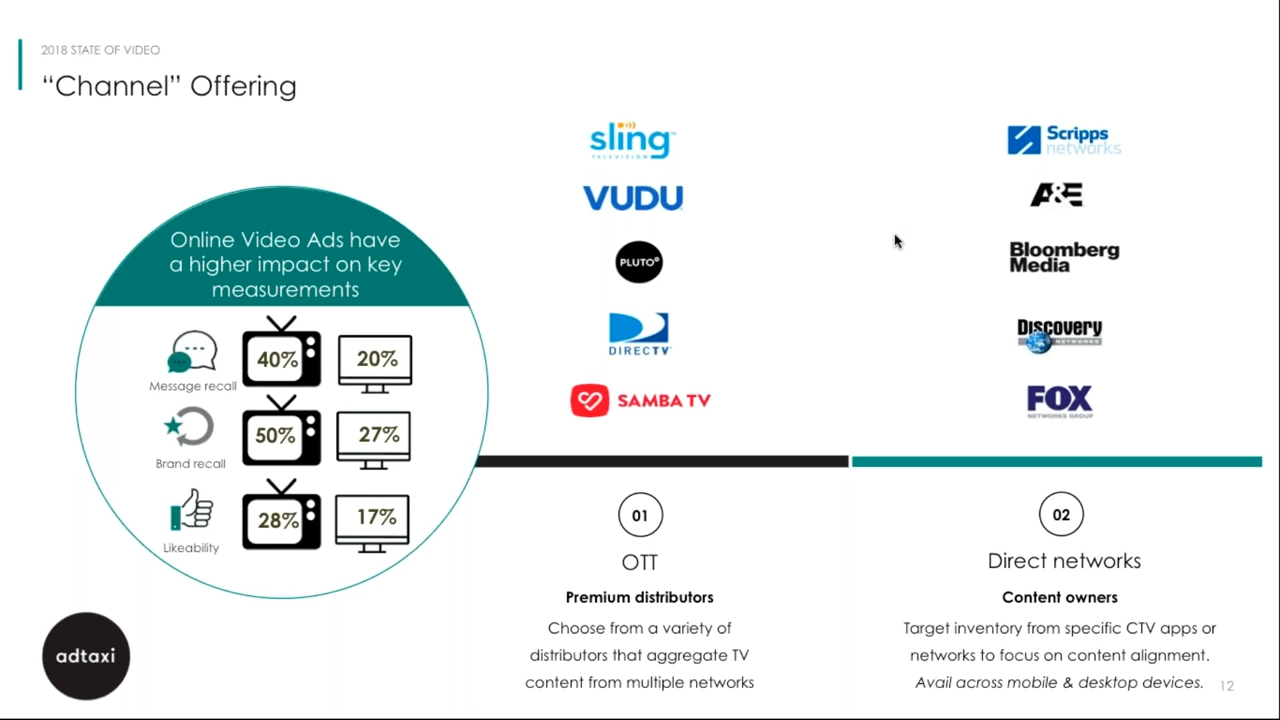 2018 STATE OF VIDEO
“Channel” Offering
Online Video Ads have
a higher impact on key
measurements
Message recall
40%
20%
Brand recall
50%
27%
Likeability
28%
17%
adtaxi
sling
TELEVISION
VUDU
PLUTO
DIRECTV
SAMBA TV
01
OTT
Premium distributors
Choose from a variety of
distributors that aggregate TV
content from multiple networks
Scripps
networks
A&E
Bloomberg
Media
Discovery
NETWORKS
FOX
NETWORKS GROUP
02
Direct networks
Content owners
Target inventory from specific CTV apps or
networks to focus on content alignment.
Avail across mobile & desktop devices.
12